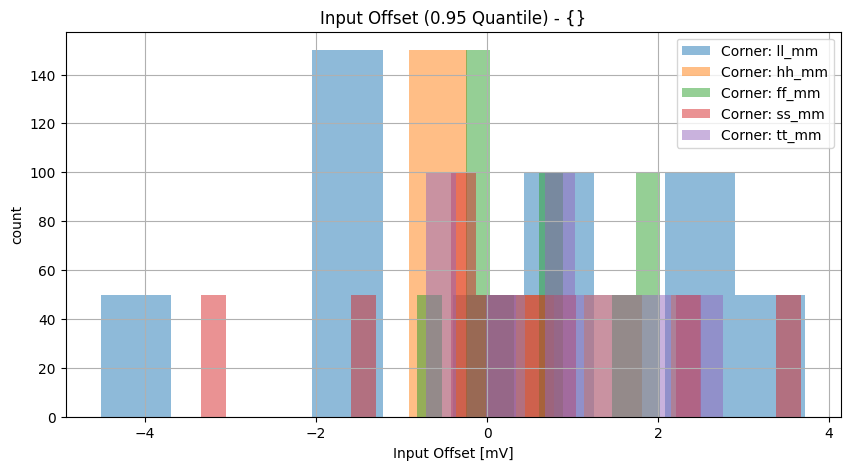 Input Offset (0.95 Quantile) - {}
Corner: ll_mm
Corner: hh_mm
Corner: ff_mm
Corner: ss_mm
Corner: tt_mm
140
120
100
80
60
40
20
0
count
−4
−2
0
2
4
Input Offset [mV]